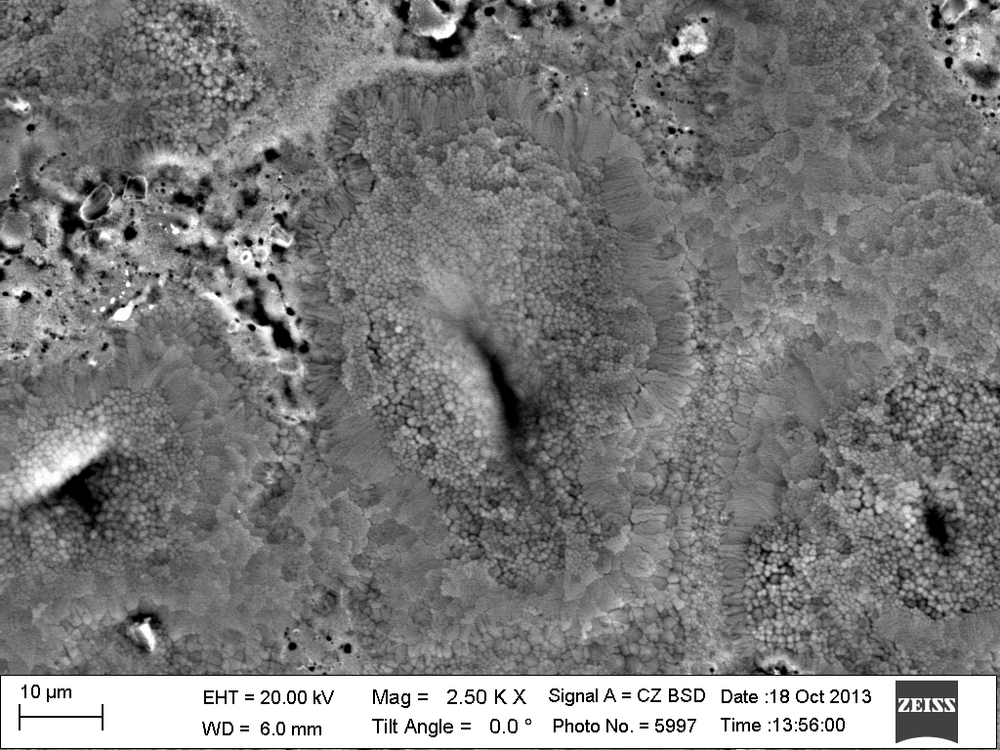 10 µm
EHT = 20.00 kV Mag = 2.50 K X Signal A = CZ BSD Date :18 Oct 2013 ZEISS
WD = 6.0 mm Tilt Angle = 0.0 ° Photo No. = 5997 Time :13:56:00